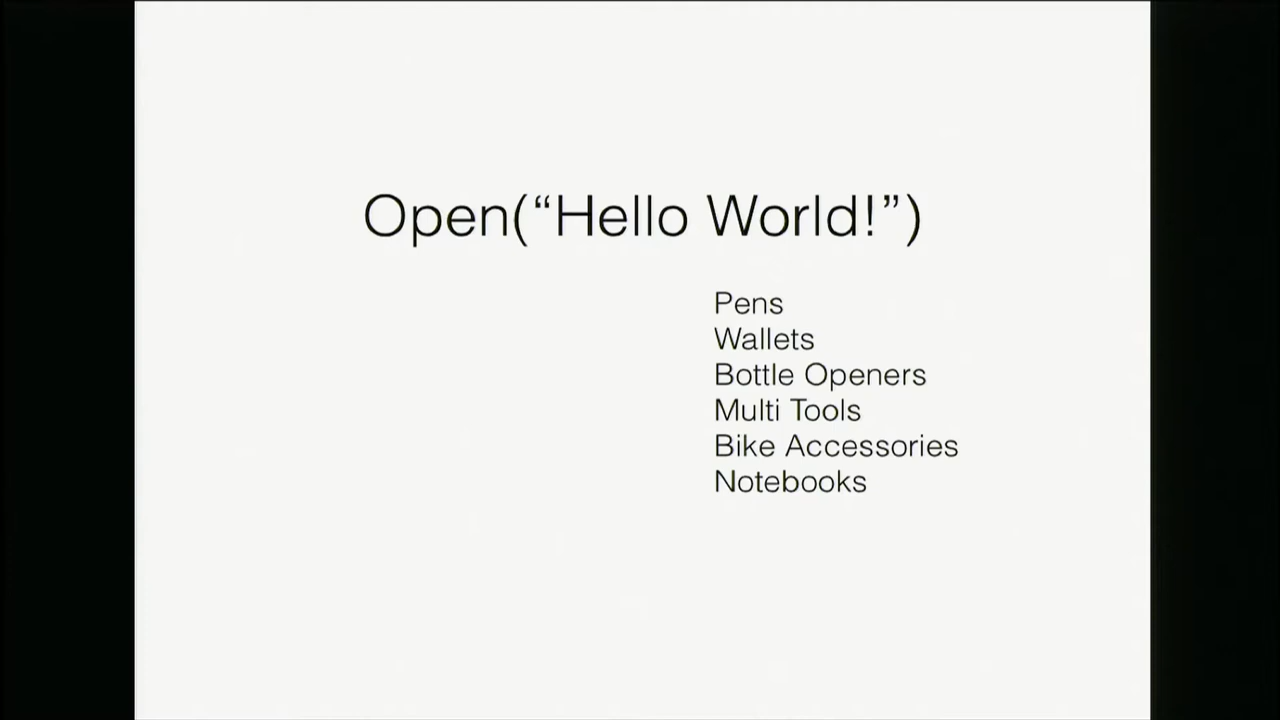 Open(“Hello World!”)
Pens
Wallets
Bottle Openers
Multi Tools
Bike Accessories
Notebooks